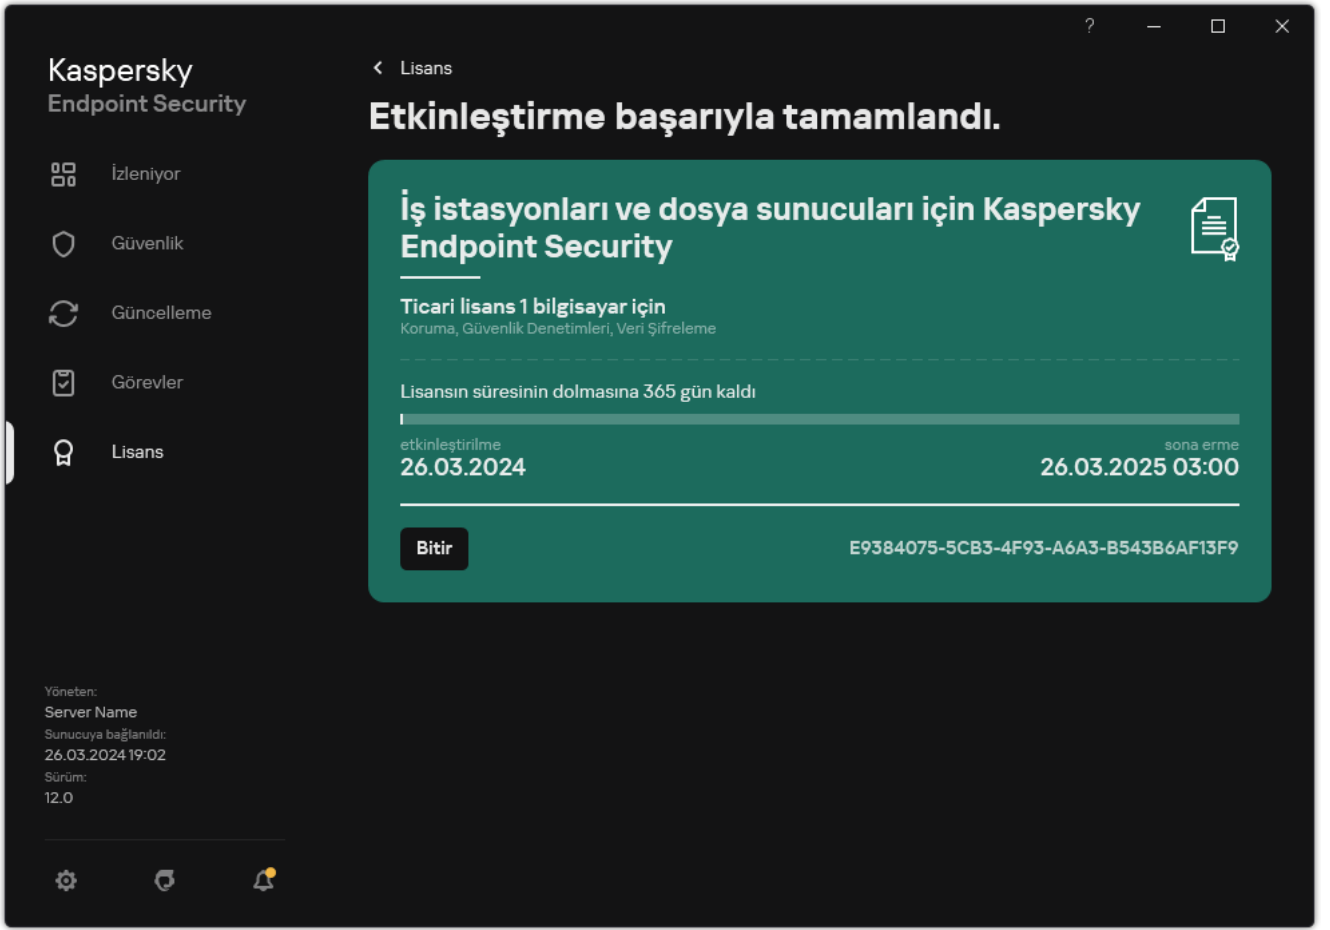 ?
Kaspersky
Endpoint Security
İzleniyor
Güvenlik
Güncelleme
Görevler
Lisans
Yöneten:
Server Name
Sunucuya bağlanıldı:
26.03.2024 19:02
Sürüm:
12.0
Lisans
Etkinleştirme başarıyla tamamlandı.
İş istasyonları ve dosya sunucuları için Kaspersky
Endpoint Security
Ticari lisans 1 bilgisayar için
Koruma, Güvenlik Denetimleri, Veri Şifreleme
Lisansın süresinin dolmasına 365 gün kaldı
etkinleştirilme
26.03.2024
sona erme
26.03.2025 03:00
Bitir
E9384075-5CB3-4F93-A6A3-B543B6AF13F9